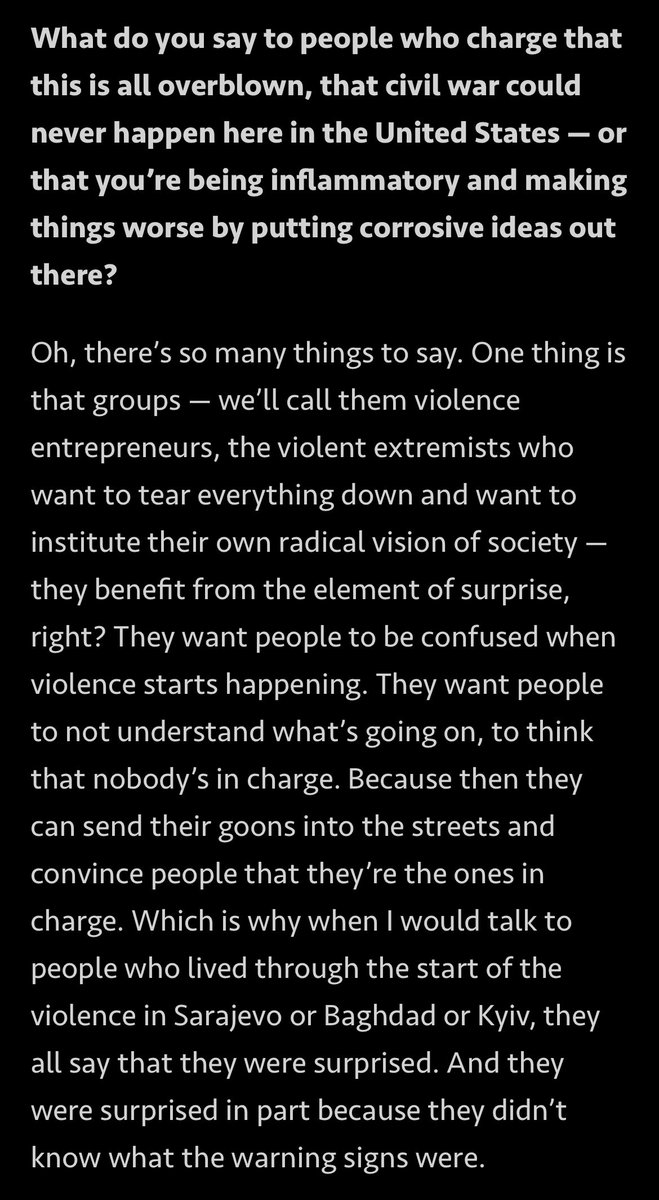 What do you say to people who charge that
this is all overblown, that civil war could
never happen here in the United States — or
that you’re being inflammatory and making
things worse by putting corrosive ideas out
there?
Oh, there’s so many things to say. One thing is
that groups — we’ll call them violence
entrepreneurs, the violent extremists who
want to tear everything down and want to
institute their own radical vision of society —
they benefit from the element of surprise,
right? They want people to be confused when
violence starts happening. They want people
to not understand what’s going on, to think
that nobody’s in charge. Because then they
can send their goons into the streets and
convince people that they’re the ones in
charge. Which is why when I would talk to
people who lived through the start of the
violence in Sarajevo or Baghdad or Kyiv, they
all say that they were surprised. And they
were surprised in part because they didn’t
know what the warning signs were.